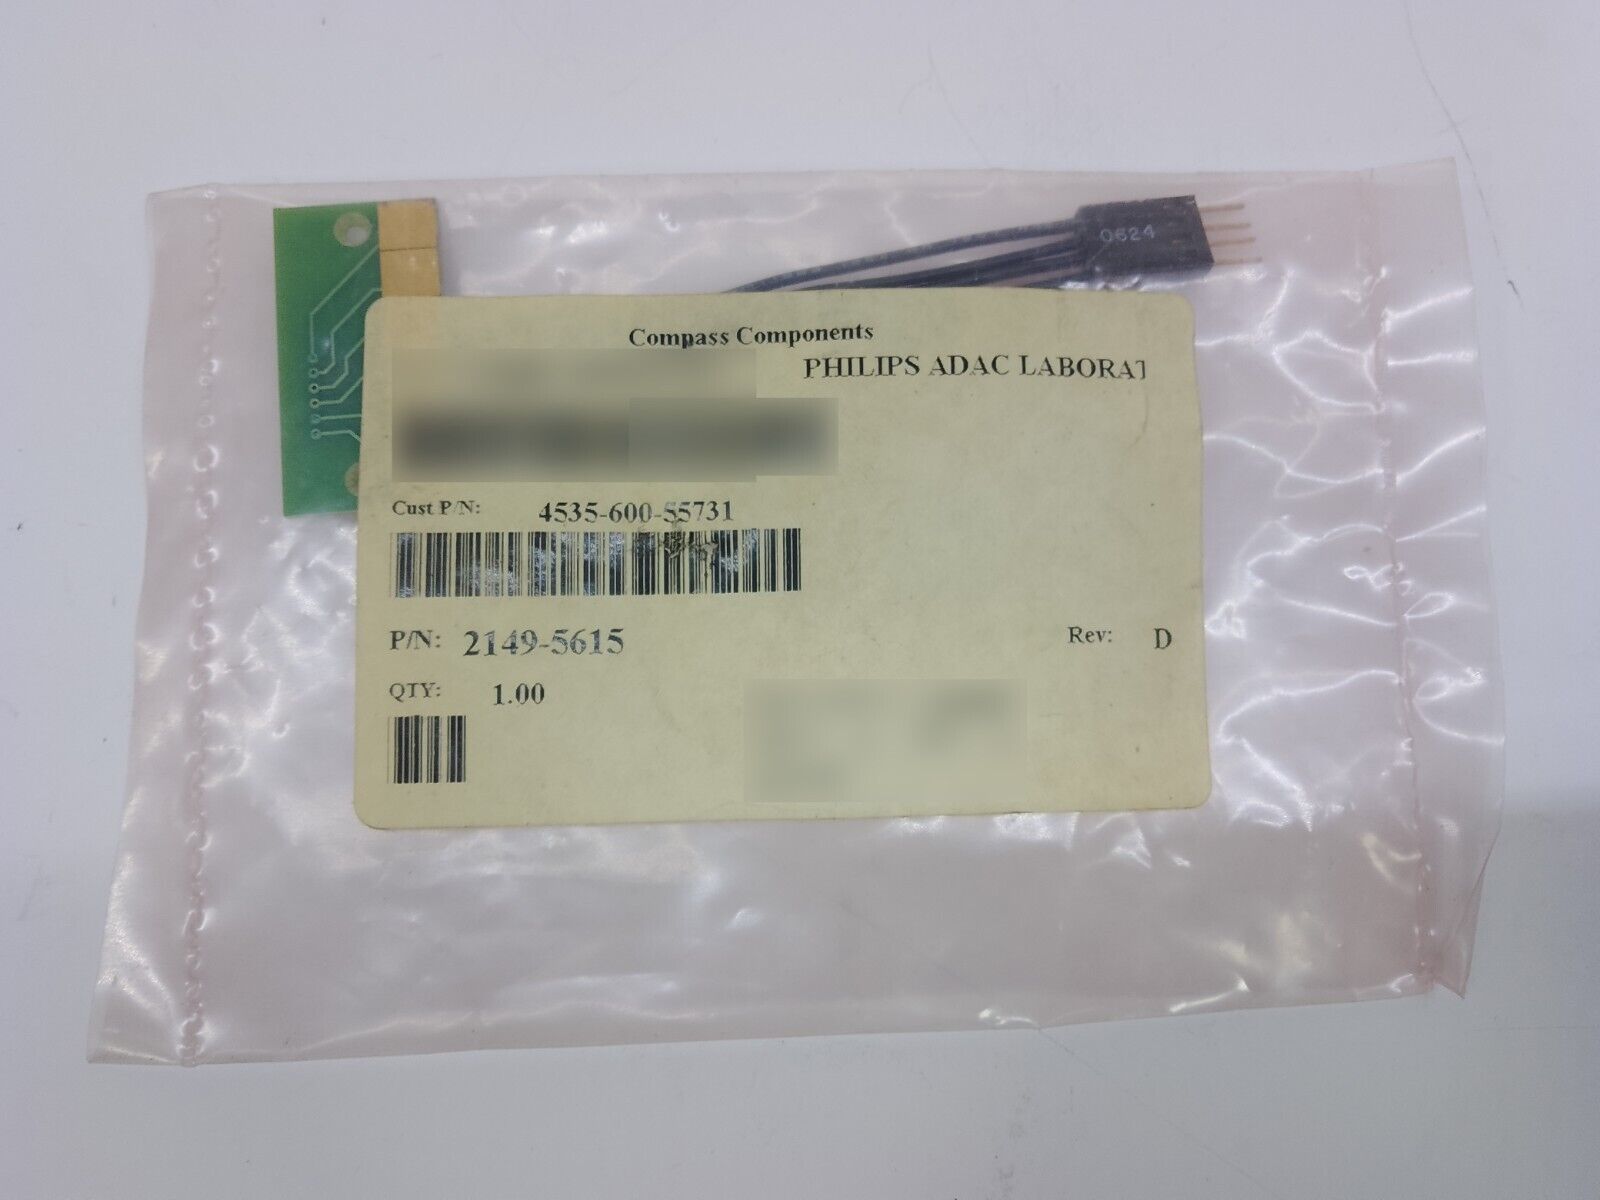 0624
Compass Components
PHILIPS ADAC LABORAT
Cust P/N: 4535-600-55731
P/N: 2149-5615 Rev: D
QTY: 1.00